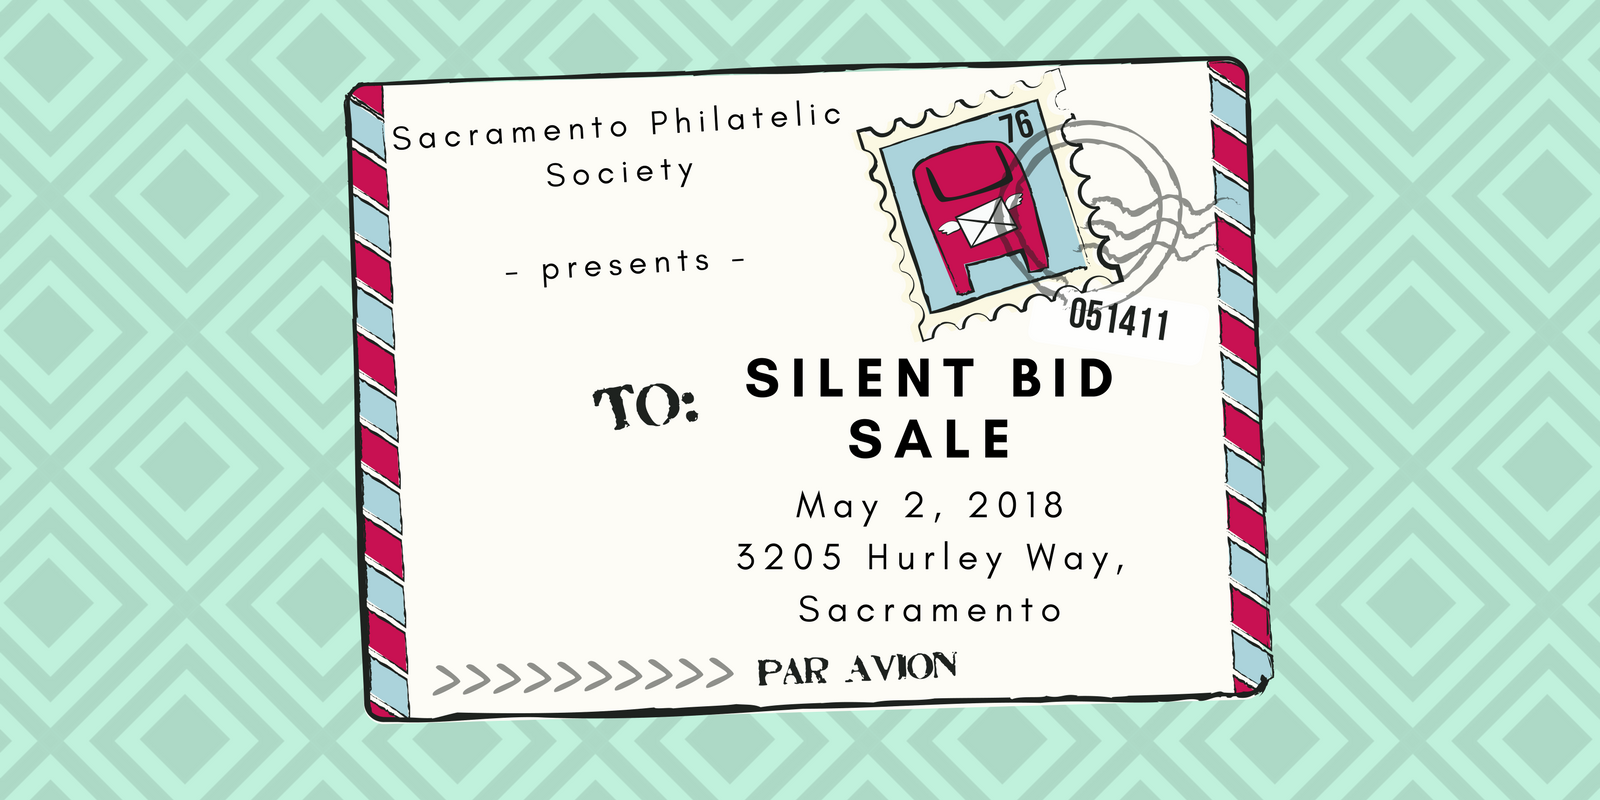 Sacramento Philatelic
Society
- presents -
76
051411
TO:
SILENT BID
SALE
May 2, 2018
3205 Hurley Way,
Sacramento
>>>>>>>>>> PAR AVION